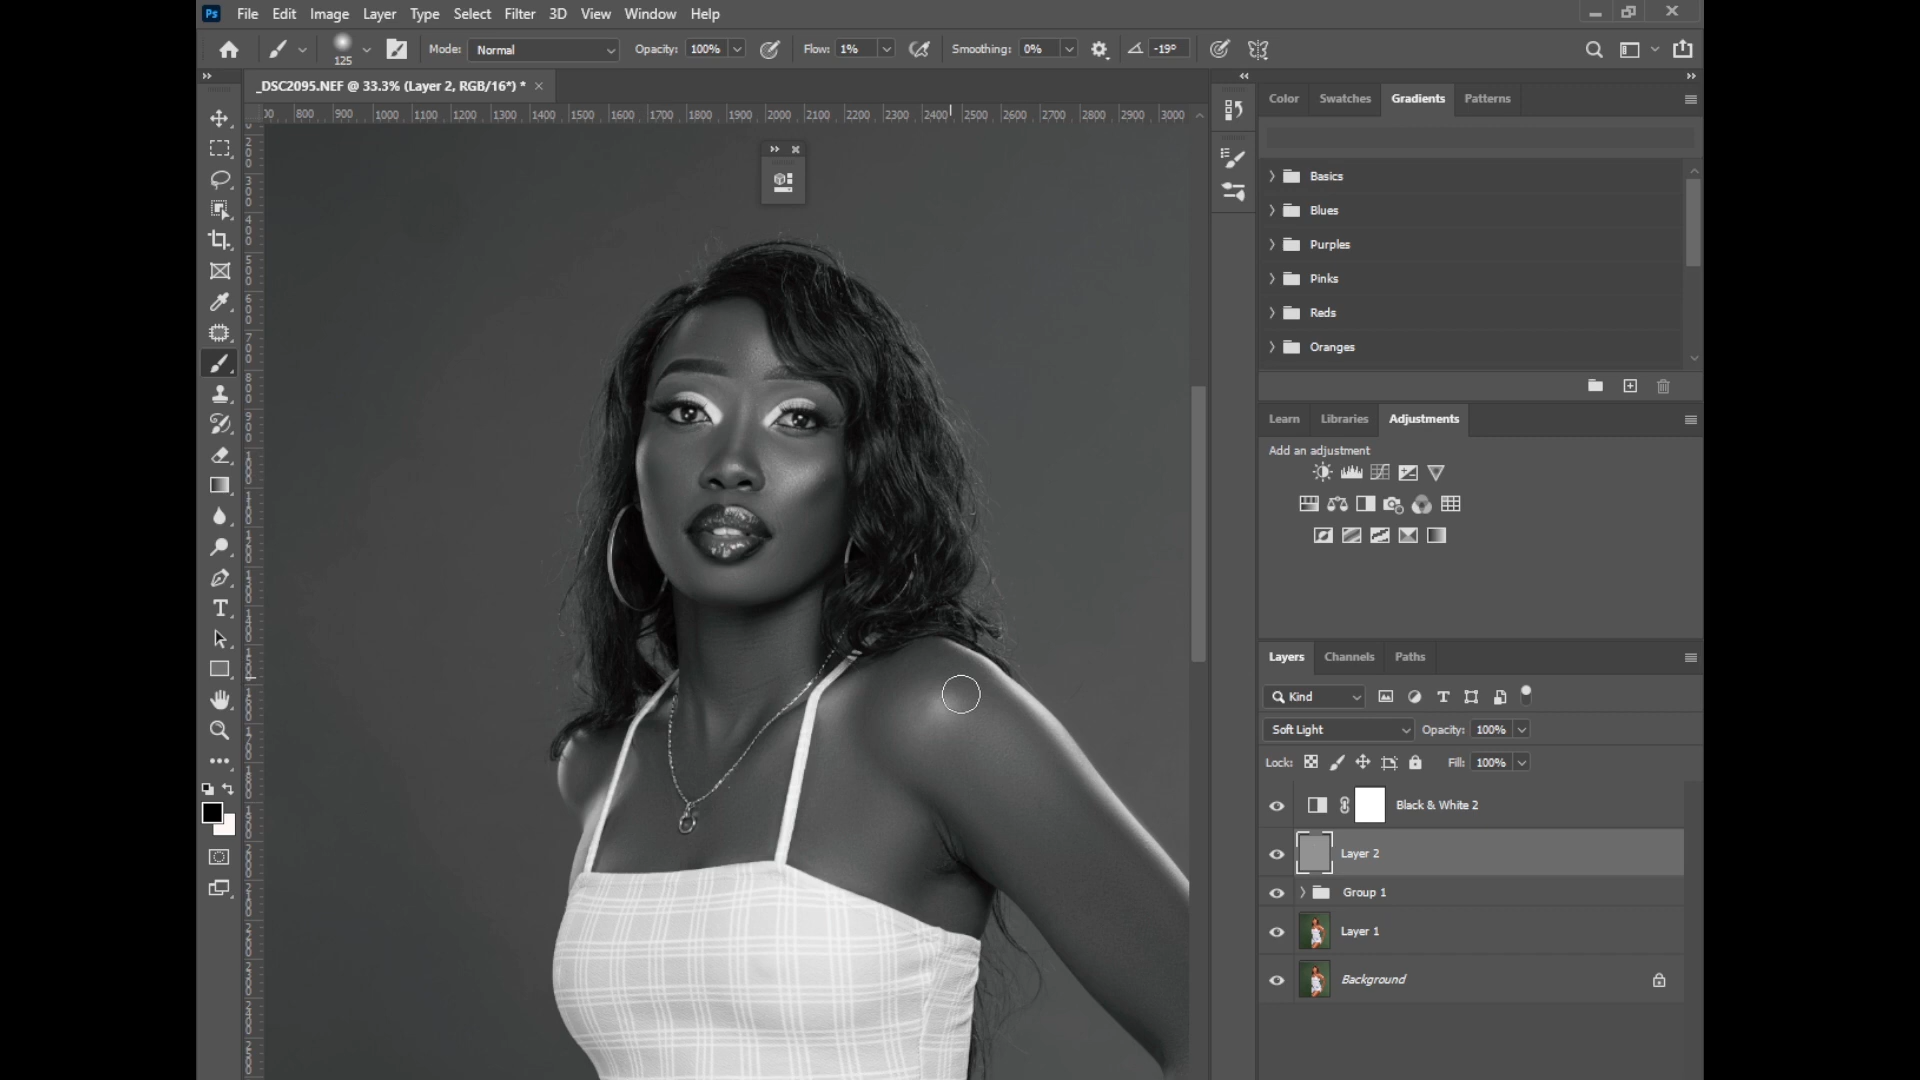 Ps File Edit Image Layer Type Select Filter 3D View Window Help
125 Mode: Normal Opacity: 100% Flow: 1% Smoothing: 0% -19°
_DSC2095.NEF @ 33.3% (Layer 2, RGB/16*) *
00 800 900 1000 1100 1200 1300 1400 1500 1600 1700 1800 1900 2000 2100 2200 2300 2400 2500 2600 2700 2800 2900 3000
Color Swatches Gradients Patterns
Basics
Blues
Purples
Pinks
Reds
Oranges
Learn Libraries Adjustments
Add an adjustment
Layers Channels Paths
Kind
Soft Light Opacity: 100%
Lock: Fill: 100%
Black & White 2
Layer 2
Group 1
Layer 1
Background